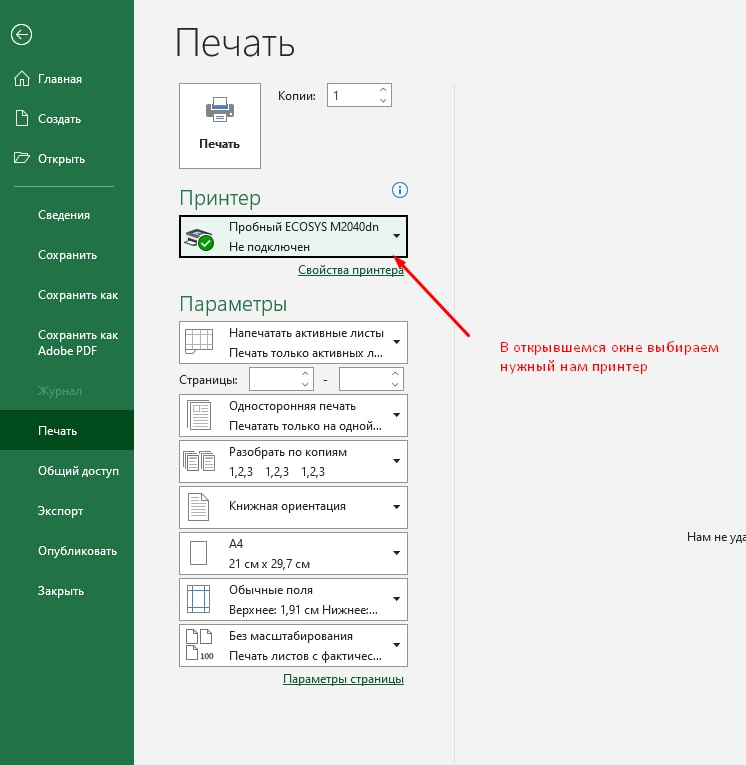 Главная
Создать
Открыть
Сведения
Сохранить
Сохранить как
Сохранить как
Adobe PDF
Журнал
Печать
Общий доступ
Экспорт
Опубликовать
Закрыть
Печать
Печать
Копии: 1
Принтер
Пробный ECOSYS M2040dn
Не подключен
Свойства принтера
Параметры
Напечатать активные листы
Печать только активных л...
Страницы: -
Односторонняя печать
Печатать только на одной...
Разобрать по копиям
1,2,3 1,2,3 1,2,3
Книжная ориентация
A4
21 см x 29,7 см
Обычные поля
Верхнее: 1,91 см Нижнее:...
Без масштабирования
100
Печать листов с фактичес...
Параметры страницы
В открывшемся окне выбираем
нужный нам принтер
Нам не уда